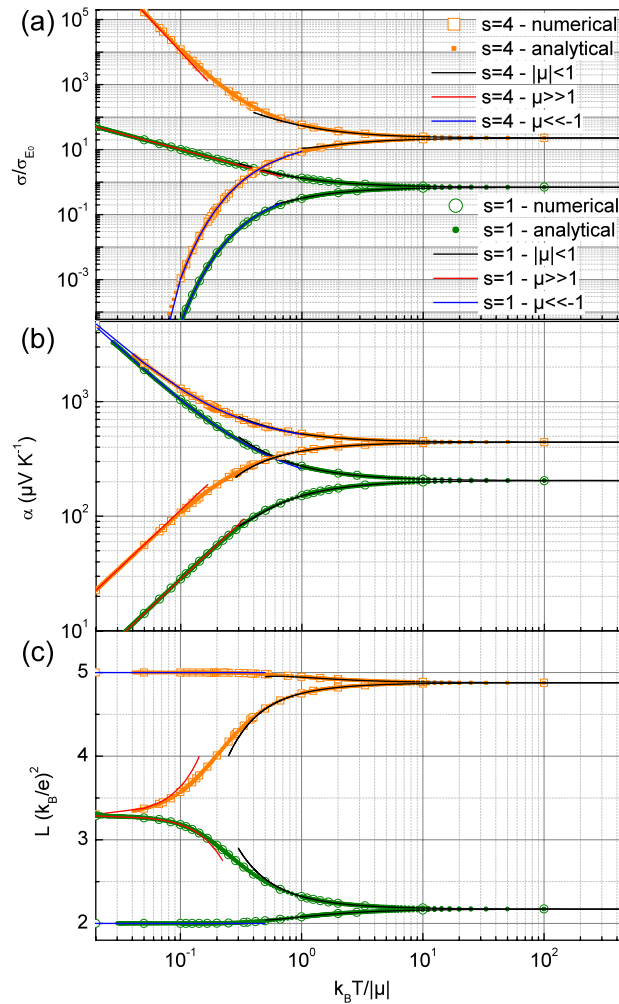 (a)
10^5
10^3
10^1
10^-1
10^-3
σ/σ_E₀
s=4 - numerical
s=4 - analytical
s=4 - |μ|<1
s=4 - μ>>1
s=4 - μ<<-1
s=1 - numerical
s=1 - analytical
s=1 - |μ|<1
s=1 - μ>>1
s=1 - μ<<-1
(b)
10^3
10^2
10^1
α (μV K^-1)
(c)
5
4
3
2
L (k_B/e)^2
10^-1 10^0 10^1 10^2
k_BT/|μ|